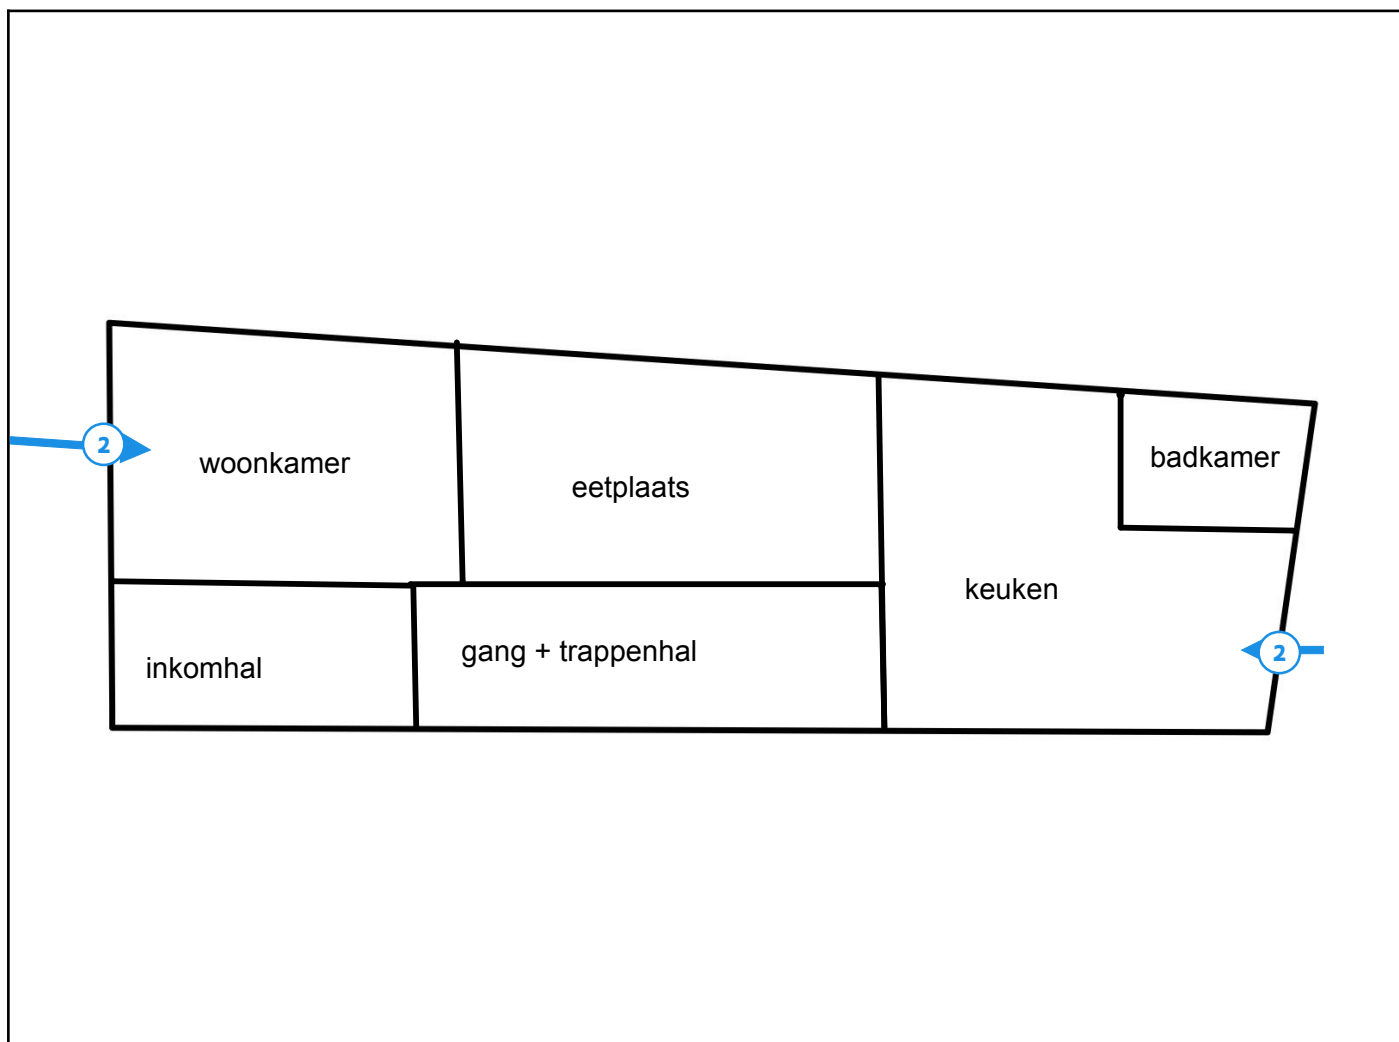 2
woonkamer
eetplaats
badkamer
keuken
inkomhal
gang + trappenhal
2